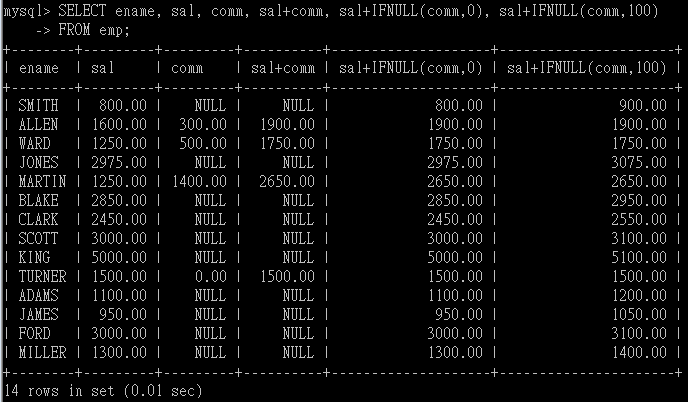 mysql> SELECT ename, sal, comm, sal+comm, sal+IFNULL(comm,0), sal+IFNULL(comm,100)
    -> FROM emp;
+--------+---------+---------+----------+--------------------+----------------------+
| ename  | sal     | comm    | sal+comm | sal+IFNULL(comm,0) | sal+IFNULL(comm,100) |
+--------+---------+---------+----------+--------------------+----------------------+
| SMITH  |  800.00 |    NULL |     NULL |             800.00 |               900.00 |
| ALLEN  | 1600.00 |  300.00 |  1900.00 |            1900.00 |              1900.00 |
| WARD   | 1250.00 |  500.00 |  1750.00 |            1750.00 |              1750.00 |
| JONES  | 2975.00 |    NULL |     NULL |            2975.00 |              3075.00 |
| MARTIN | 1250.00 | 1400.00 |  2650.00 |            2650.00 |              2650.00 |
| BLAKE  | 2850.00 |    NULL |     NULL |            2850.00 |              2950.00 |
| CLARK  | 2450.00 |    NULL |     NULL |            2450.00 |              2550.00 |
| SCOTT  | 3000.00 |    NULL |     NULL |            3000.00 |              3100.00 |
| KING   | 5000.00 |    NULL |     NULL |            5000.00 |              5100.00 |
| TURNER | 1500.00 |    0.00 |  1500.00 |            1500.00 |              1500.00 |
| ADAMS  | 1100.00 |    NULL |     NULL |            1100.00 |              1200.00 |
| JAMES  |  950.00 |    NULL |     NULL |             950.00 |              1050.00 |
| FORD   | 3000.00 |    NULL |     NULL |            3000.00 |              3100.00 |
| MILLER | 1300.00 |    NULL |     NULL |            1300.00 |              1400.00 |
+--------+---------+---------+----------+--------------------+----------------------+
14 rows in set (0.01 sec)